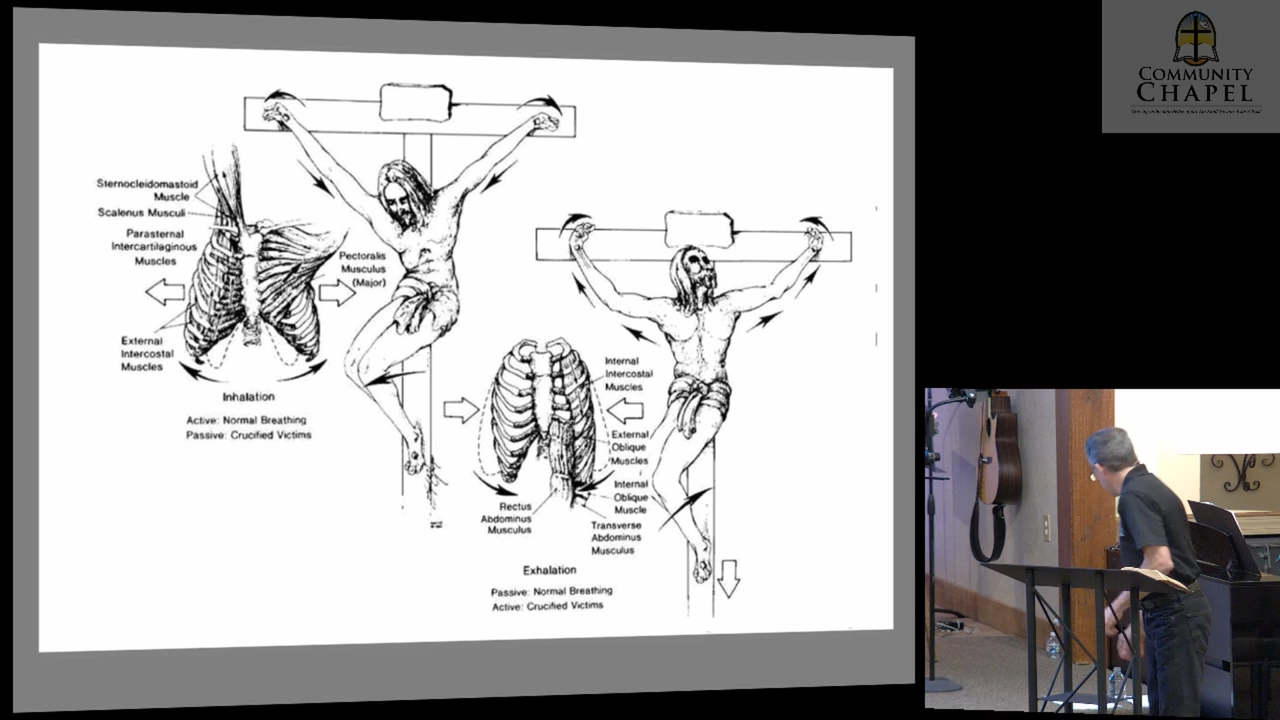 COMMUNITY
CHAPEL
Sternocleidomastoid
Muscle
Scalenus Musculi
Parasternal
Intercartilaginous
Muscles
Pectoralis
Musculus
(Major)
External
Intercostal
Muscles
Inhalation
Active: Normal Breathing
Passive: Crucified Victims
Internal
Intercostal
Muscles
External
Oblique
Muscles
Internal
Oblique
Muscle
Rectus
Abdominus
Musculus
Transverse
Abdominus
Musculus
Exhalation
Passive: Normal Breathing
Active: Crucified Victims